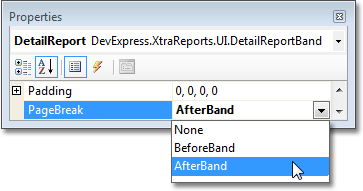 Properties
DetailReport DevExpress.XtraReports.UI.DetailReportBand
Padding 0, 0, 0, 0
PageBreak AfterBand
None
BeforeBand
AfterBand